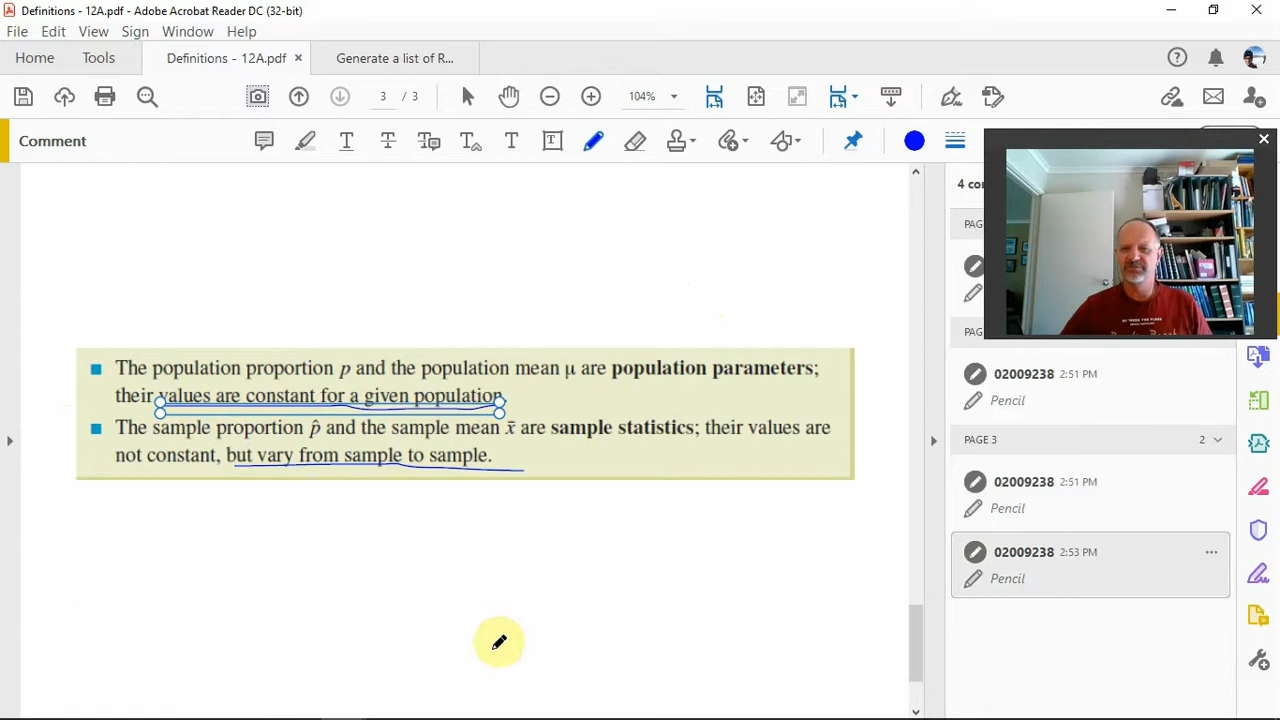 Definitions - 12A.pdf - Adobe Acrobat Reader DC (32-bit)
File Edit View Sign Window Help
Home Tools Definitions - 12A.pdf × Generate a list of R...
3 / 3 104%
Comment
4 co
PAGE
The population proportion p and the population mean μ are population parameters;
their values are constant for a given population.
The sample proportion p̂ and the sample mean x̄ are sample statistics; their values are
not constant, but vary from sample to sample.
PAGE
02009238 2:51 PM
Pencil
PAGE 3 2
02009238 2:51 PM
Pencil
02009238 2:53 PM
Pencil